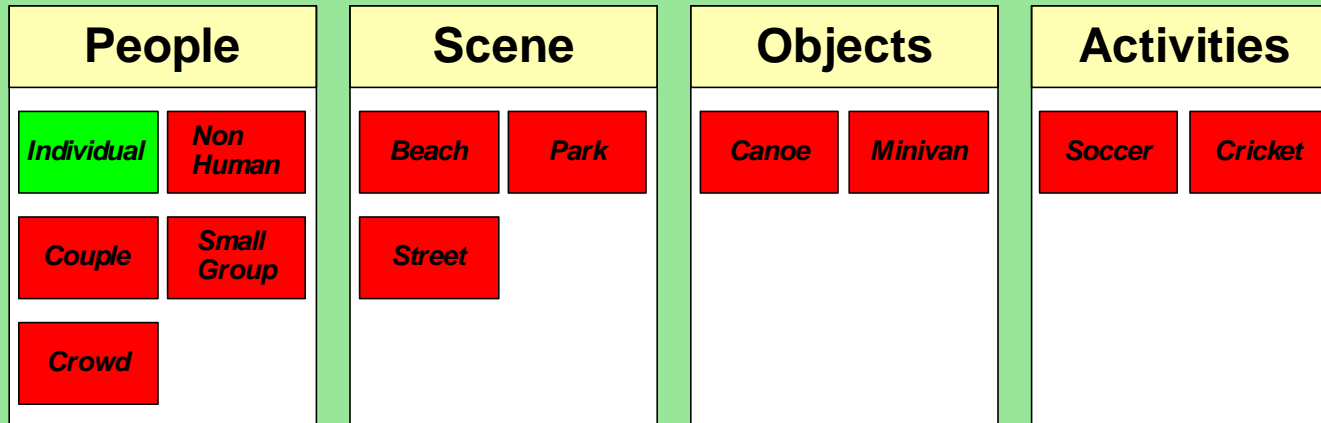 People
Individual
Non
Human
Couple
Small
Group
Crowd
Scene
Beach
Park
Street
Objects
Canoe
Minivan
Activities
Soccer
Cricket